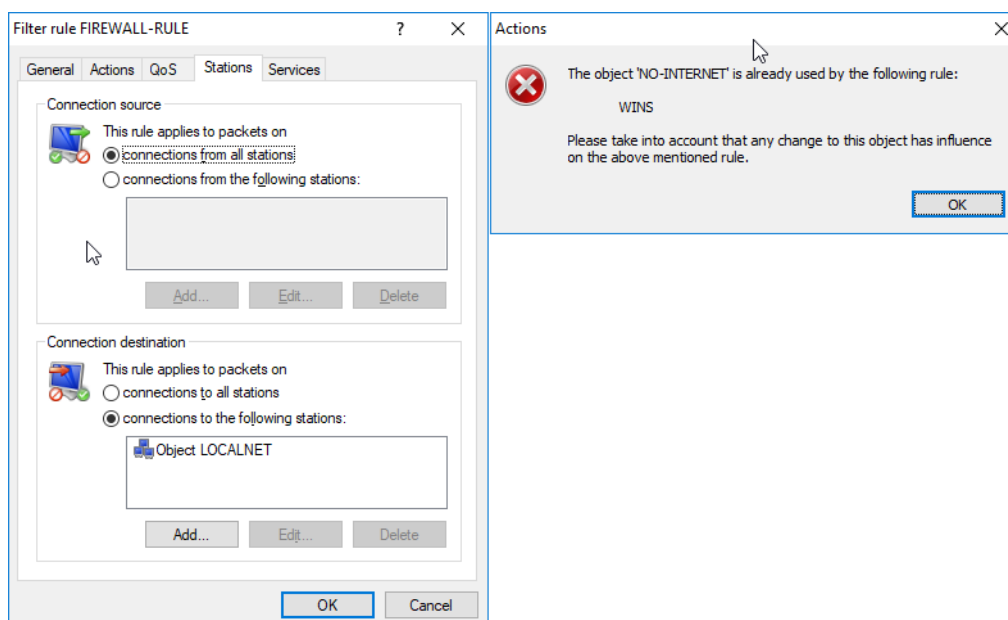 Filter rule FIREWALL-RULE ?
General Actions QoS Stations Services
Connection source
This rule applies to packets on
connections from all stations
connections from the following stations:
Add... Edit... Delete
Connection destination
This rule applies to packets on
connections to all stations
connections to the following stations:
Object LOCALNET
Add... Edit... Delete
OK Cancel
Actions
The object 'NO-INTERNET' is already used by the following rule:
WINS
Please take into account that any change to this object has influence
on the above mentioned rule.
OK